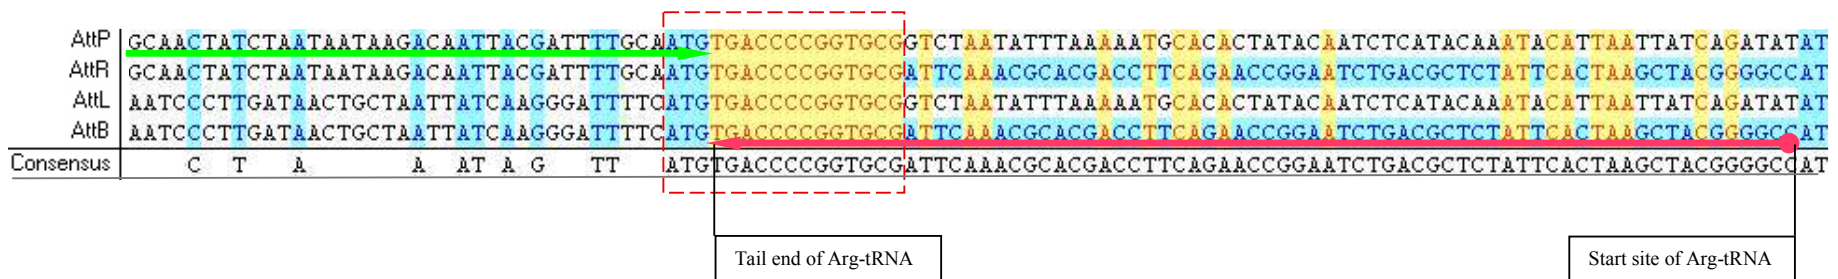 AttP GCAACTATCTAATAATAAGACAATTACGATTTTGCAATGTGACCCCGGTGCGGTCTAATATTTAAAAATGCACACTATACAATCTCATACAAATACATTAATTATCAGATATAT
AttR GCAACTATCTAATAATAAGACAATTACGATTTTGCAATGTGACCCCGGTGCGATTCAAACGCACGACCTTCAGAACCGGAATCTGACGCTCTATTCACTAAGCTACGGGGCCAT
AttL AATCCCTTGATAACTGCTAATTATCAAGGGATTTTCATGTGACCCCGGTGCGGTCTAATATTTAAAAATGCACACTATACAATCTCATACAAATACATTAATTATCAGATATAT
AttB AATCCCTTGATAACTGCTAATTATCAAGGGATTTTCATGTGACCCCGGTGCGATTCAAACGCACGACCTTCAGAACCGGAATCTGACGCTCTATTCACTAAGCTACGGGGCCAT
Consensus C T A A AT A G TT ATGTGACCCCGGTGCGATTCAAACGCACGACCTTCAGAACCGGAATCTGACGCTCTATTCACTAAGCTACGGGGCCAT
Tail end of Arg-tRNA
Start site of Arg-tRNA